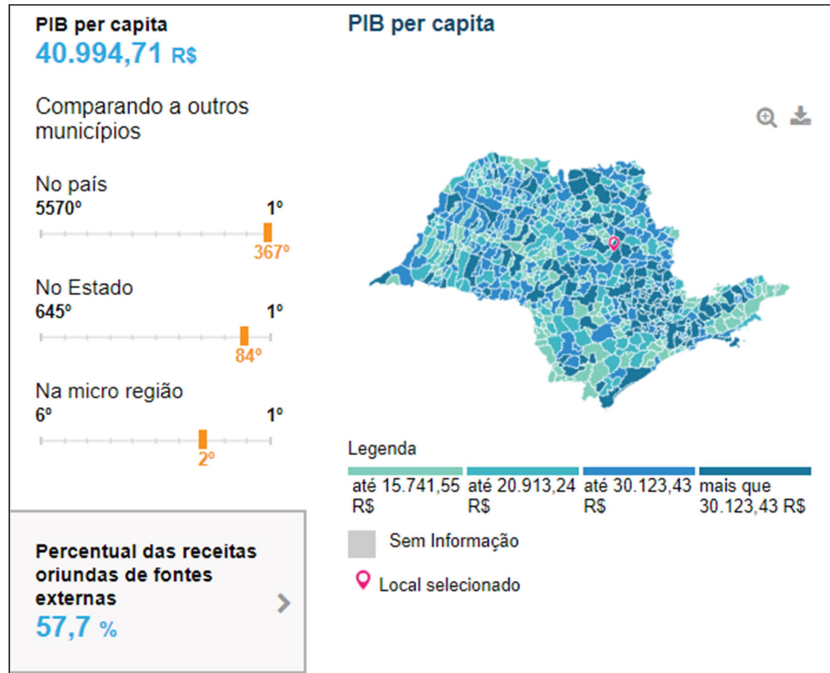 PIB per capita
40.994,71 R$
Comparando a outros
municípios
No país
5570º 1º
367º
No Estado
645º 1º
84º
Na micro região
6º 1º
2º
Percentual das receitas
oriundas de fontes
externas
57,7 %
PIB per capita
Legenda
até 15.741,55 R$
até 20.913,24 R$
até 30.123,43 R$
mais que 30.123,43 R$
Sem Informação
Local selecionado